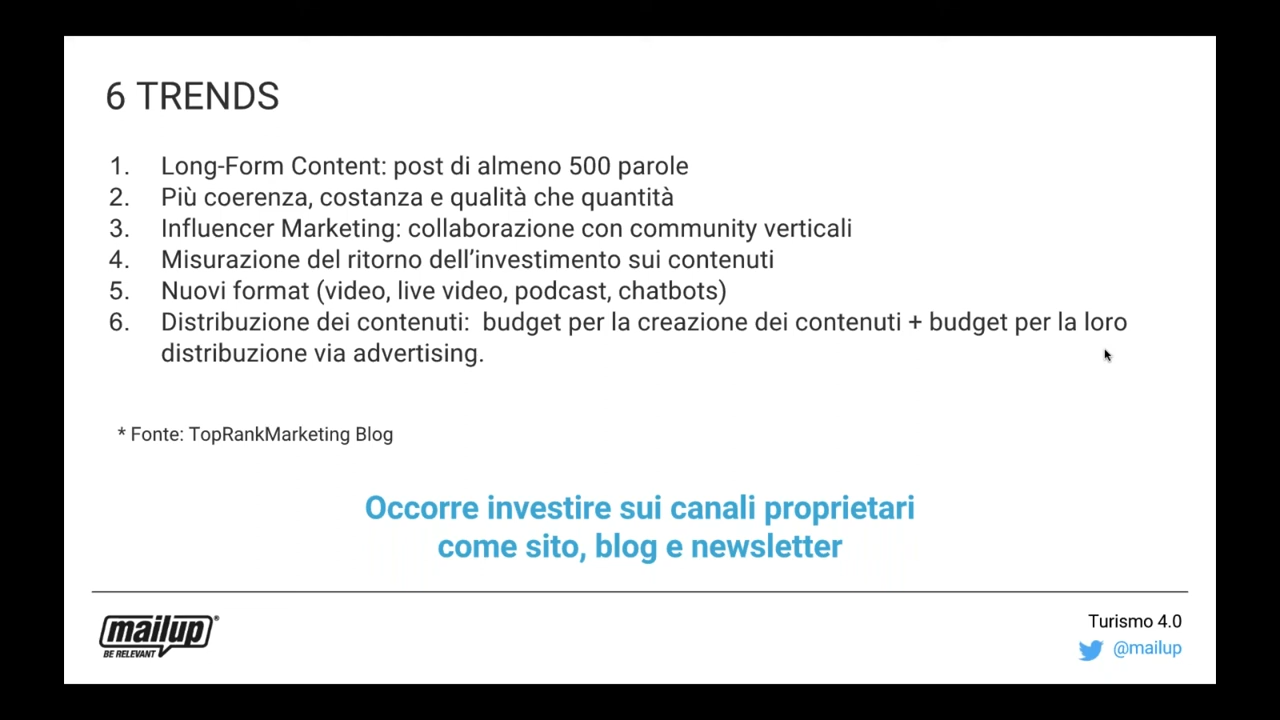 6 TRENDS
1. Long-Form Content: post di almeno 500 parole
2. Più coerenza, costanza e qualità che quantità
3. Influencer Marketing: collaborazione con community verticali
4. Misurazione del ritorno dell’investimento sui contenuti
5. Nuovi format (video, live video, podcast, chatbots)
6. Distribuzione dei contenuti:  budget per la creazione dei contenuti + budget per la loro
distribuzione via advertising.
* Fonte: TopRankMarketing Blog
Occorre investire sui canali proprietari
come sito, blog e newsletter
mailup®
BE RELEVANT
Turismo 4.0
@mailup